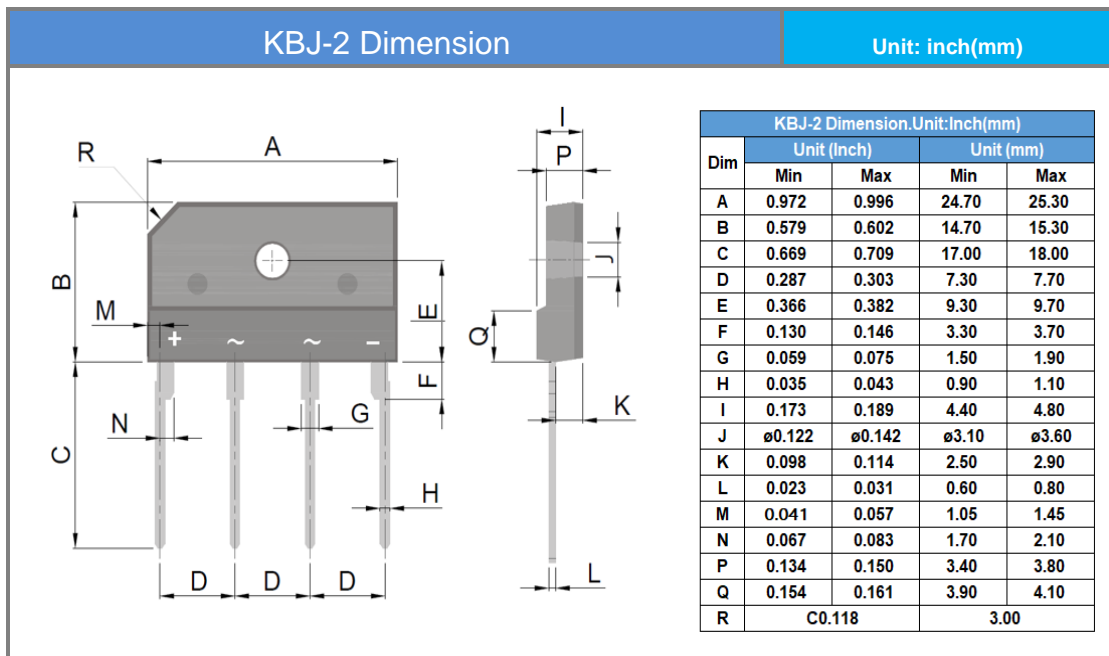 KBJ-2 Dimension
Unit: inch(mm)
R
A
B
M
E
+ ~ ~ -
F
N
G
C
H
D D D
I
P
J
Q
K
L
KBJ-2 Dimension.Unit:Inch(mm)
Dim Unit (Inch) Unit (mm)
Min Max Min Max
A 0.972 0.996 24.70 25.30
B 0.579 0.602 14.70 15.30
C 0.669 0.709 17.00 18.00
D 0.287 0.303 7.30 7.70
E 0.366 0.382 9.30 9.70
F 0.130 0.146 3.30 3.70
G 0.059 0.075 1.50 1.90
H 0.035 0.043 0.90 1.10
I 0.173 0.189 4.40 4.80
J ø0.122 ø0.142 ø3.10 ø3.60
K 0.098 0.114 2.50 2.90
L 0.023 0.031 0.60 0.80
M 0.041 0.057 1.05 1.45
N 0.067 0.083 1.70 2.10
P 0.134 0.150 3.40 3.80
Q 0.154 0.161 3.90 4.10
R C0.118 3.00